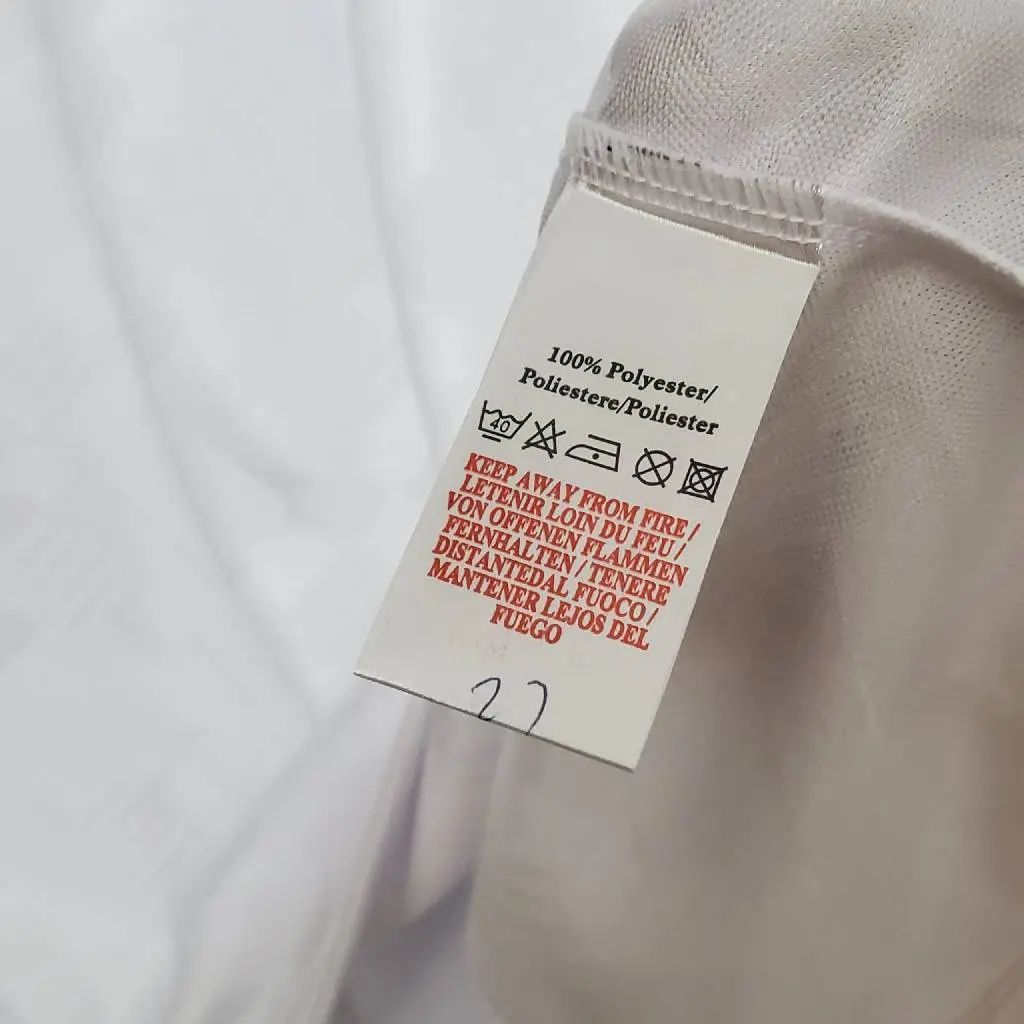 100% Polyester/
Poliestere/Poliester
40
KEEP AWAY FROM FIRE /
LETENIR LOIN DU FEU /
VON OFFENEN FLAMMEN
FERNHALTEN / TENERE
DISTANTEDAL FUOCO /
MANTENER LEJOS DEL
FUEGO